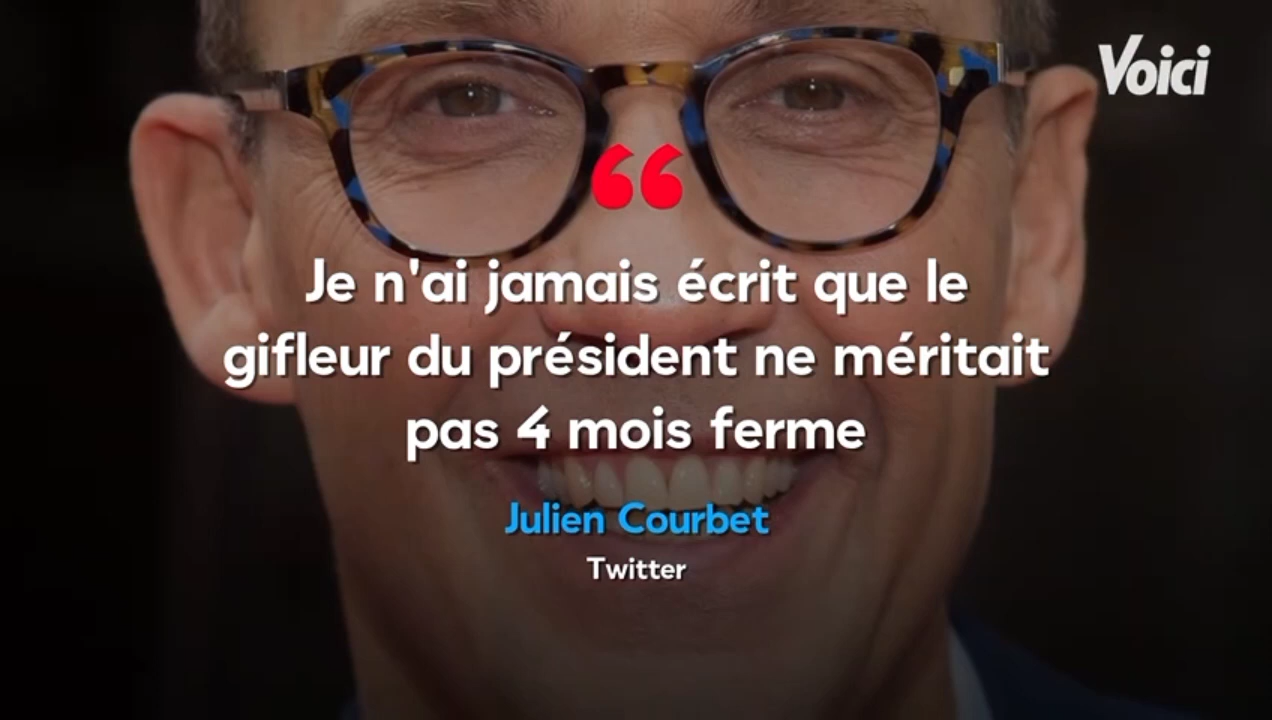 Voici
“
Je n'ai jamais écrit que le
gifleur du président ne méritait
pas 4 mois ferme
Julien Courbet
Twitter